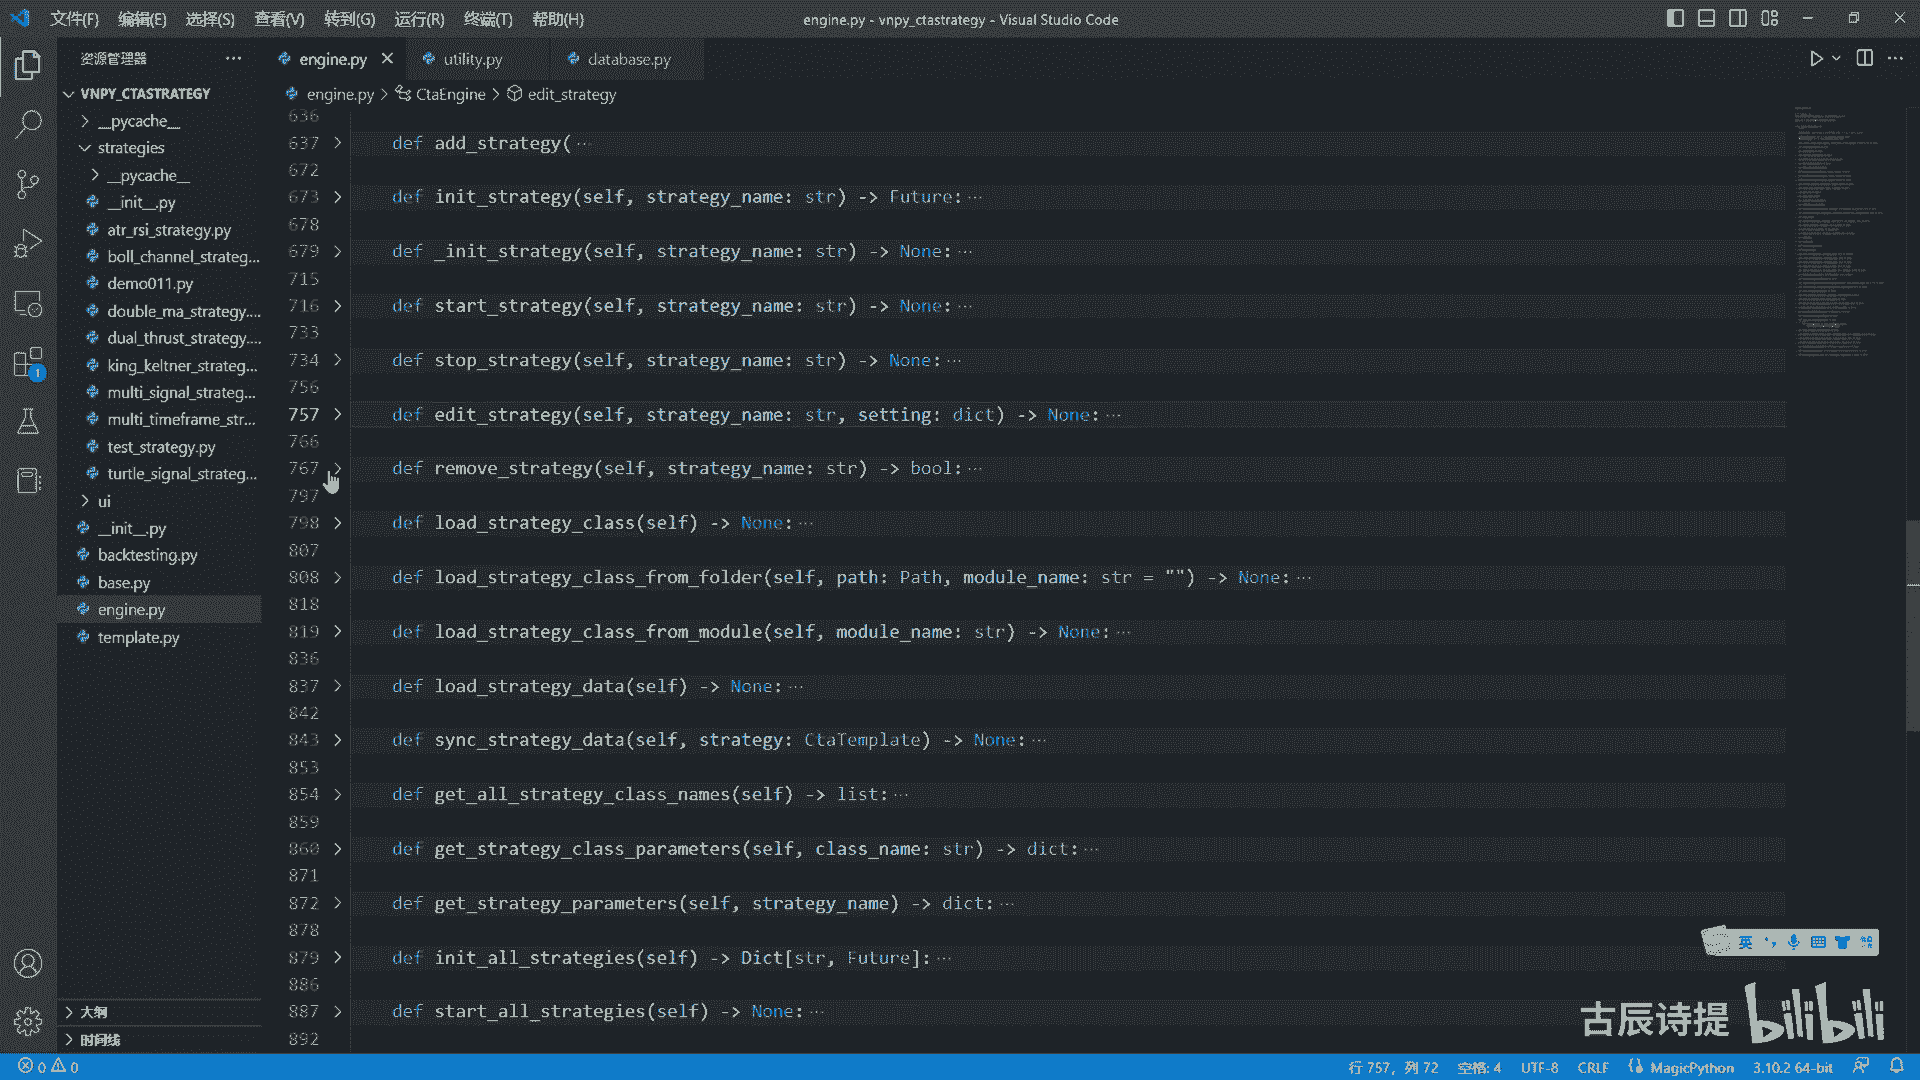 文件(F) 编辑(E) 选择(S) 查看(V) 转到(G) 运行(R) 终端(T) 帮助(H)
engine.py - vnpy_ctastrategy - Visual Studio Code
资源管理器
engine.py
utility.py
database.py
engine.py > CtaEngine > edit_strategy
VNPY_CTASTRATEGY
__pycache__
strategies
__pycache__
__init__.py
atr_rsi_strategy.py
boll_channel_strateg...
demo011.py
double_ma_strategy....
dual_thrust_strategy....
king_keltner_strateg...
multi_signal_strateg...
multi_timeframe_str...
test_strategy.py
turtle_signal_strateg...
ui
__init__.py
backtesting.py
base.py
engine.py
template.py
大纲
时间线
1
636
637 def add_strategy(···
672
673 def init_strategy(self, strategy_name: str) -> Future:···
678
679 def _init_strategy(self, strategy_name: str) -> None:···
715
716 def start_strategy(self, strategy_name: str) -> None:···
733
734 def stop_strategy(self, strategy_name: str) -> None:···
756
757 def edit_strategy(self, strategy_name: str, setting: dict) -> None:···
766
767 def remove_strategy(self, strategy_name: str) -> bool:···
797
798 def load_strategy_class(self) -> None:···
807
808 def load_strategy_class_from_folder(self, path: Path, module_name: str = "") -> None:···
818
819 def load_strategy_class_from_module(self, module_name: str) -> None:···
836
837 def load_strategy_data(self) -> None:···
842
843 def sync_strategy_data(self, strategy: CtaTemplate) -> None:···
853
854 def get_all_strategy_class_names(self) -> list:···
859
860 def get_strategy_class_parameters(self, class_name: str) -> dict:···
871
872 def get_strategy_parameters(self, strategy_name) -> dict:···
878
879 def init_all_strategies(self) -> Dict[str, Future]:···
886
887 def start_all_strategies(self) -> None:···
892
英
古辰诗提 bilibili
0 0
行 757，列 72 空格: 4 UTF-8 CRLF MagicPython 3.10.2 64-bit